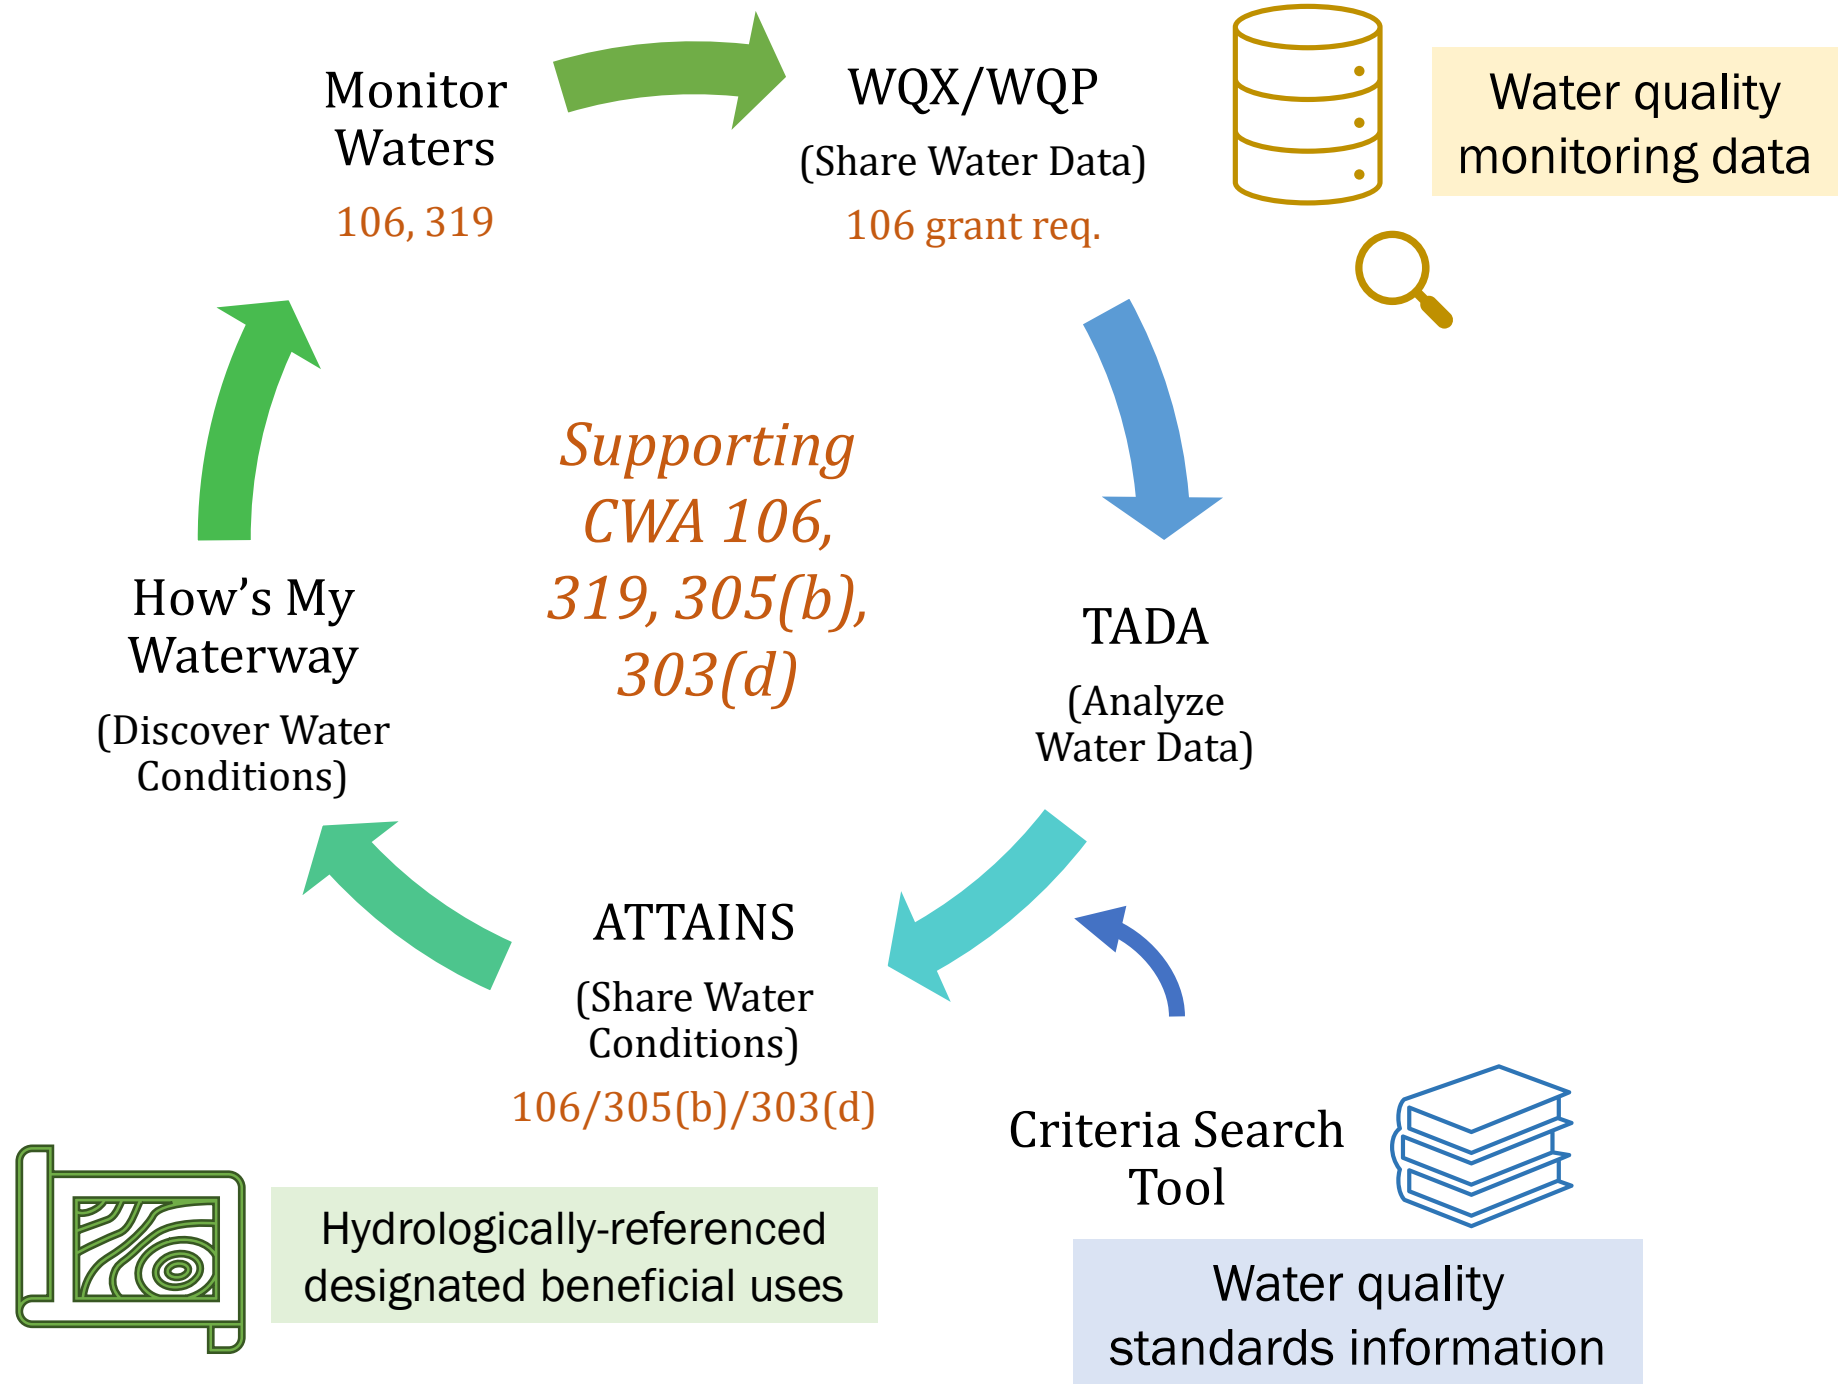 Monitor
Waters
106, 319
WQX/WQP
(Share Water Data)
106 grant req.
Water quality
monitoring data
Supporting
CWA 106,
319, 305(b),
303(d)
How’s My
Waterway
(Discover Water
Conditions)
TADA
(Analyze
Water Data)
ATTAINS
(Share Water
Conditions)
106/305(b)/303(d)
Criteria Search
Tool
Hydrologically-referenced
designated beneficial uses
Water quality
standards information